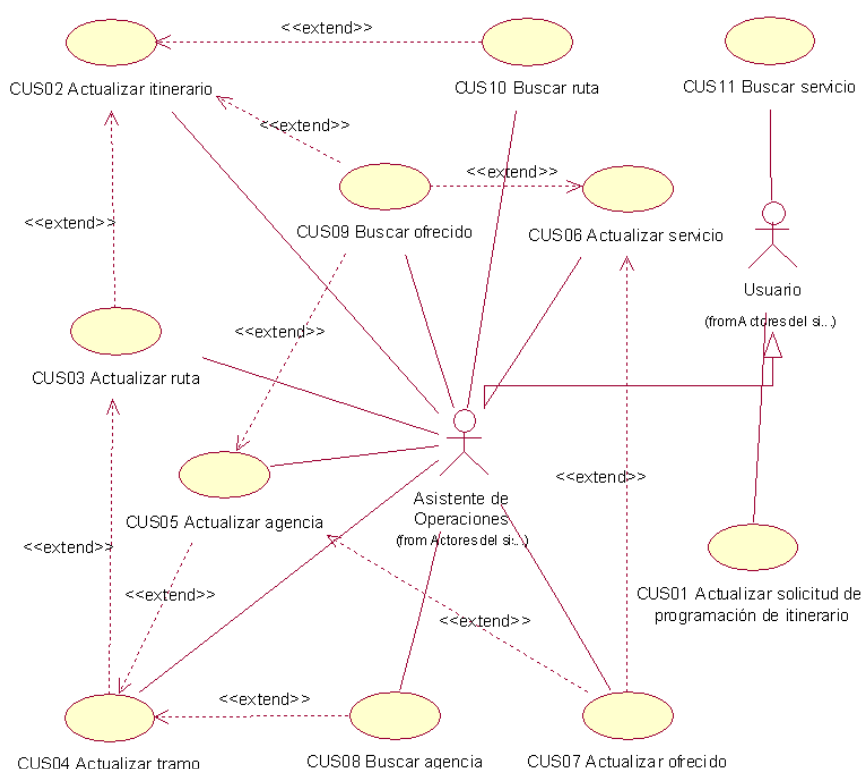 <<extend>>
CUS02 Actualizar itinerario
CUS10 Buscar ruta
CUS11 Buscar servicio
<<extend>>
<<extend>>
<<extend>>
CUS09 Buscar ofrecido
CUS06 Actualizar servicio
Usuario
(from Actores del si...)
<<extend>>
CUS03 Actualizar ruta
<<extend>>
Asistente de
Operaciones
(from Actores del si...)
CUS05 Actualizar agencia
<<extend>>
<<extend>>
<<extend>>
CUS01 Actualizar solicitud de
programación de itinerario
<<extend>>
CUS04 Actualizar tramo
<<extend>>
CUS08 Buscar agencia
CUS07 Actualizar ofrecido